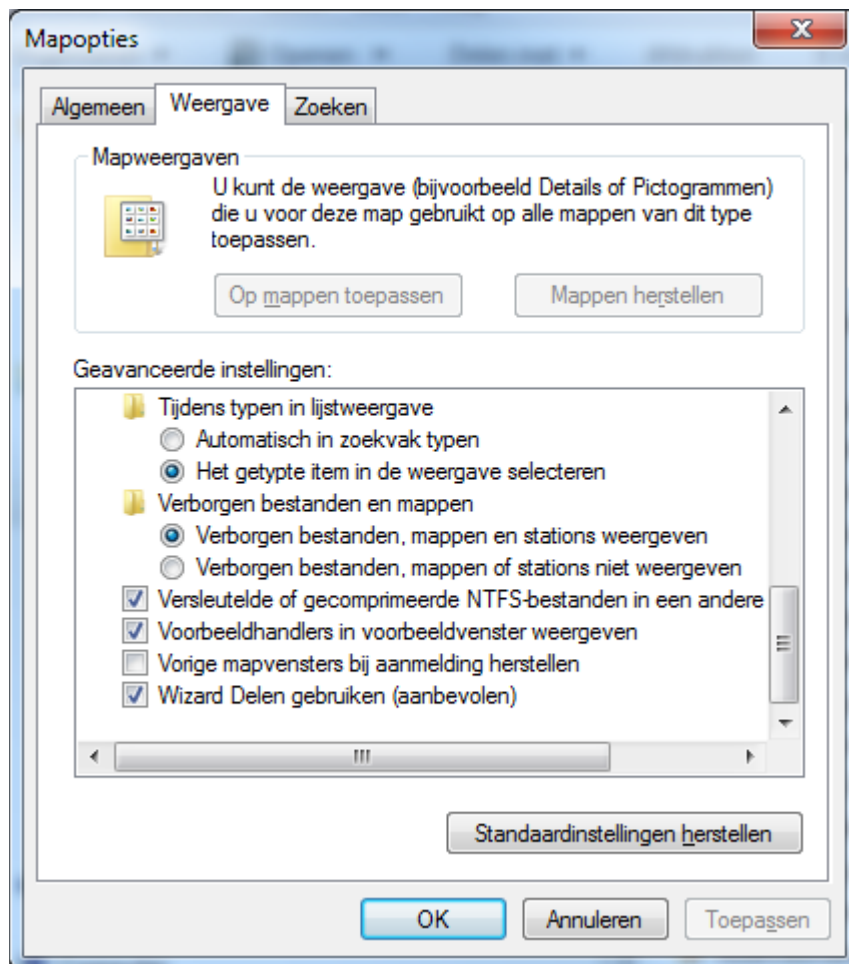 Mapopties
Algemeen
Weergave
Zoeken
Mapweergaven
U kunt de weergave (bijvoorbeeld Details of Pictogrammen)
die u voor deze map gebruikt op alle mappen van dit type
toepassen.
Op mappen toepassen
Mappen herstellen
Geavanceerde instellingen:
Tijdens typen in lijstweergave
Automatisch in zoekvak typen
Het getypte item in de weergave selecteren
Verborgen bestanden en mappen
Verborgen bestanden, mappen en stations weergeven
Verborgen bestanden, mappen of stations niet weergeven
Versleutelde of gecomprimeerde NTFS-bestanden in een andere
Voorbeeldhandlers in voorbeeldvenster weergeven
Vorige mapvensters bij aanmelding herstellen
Wizard Delen gebruiken (aanbevolen)
Standaardinstellingen herstellen
OK
Annuleren
Toepassen